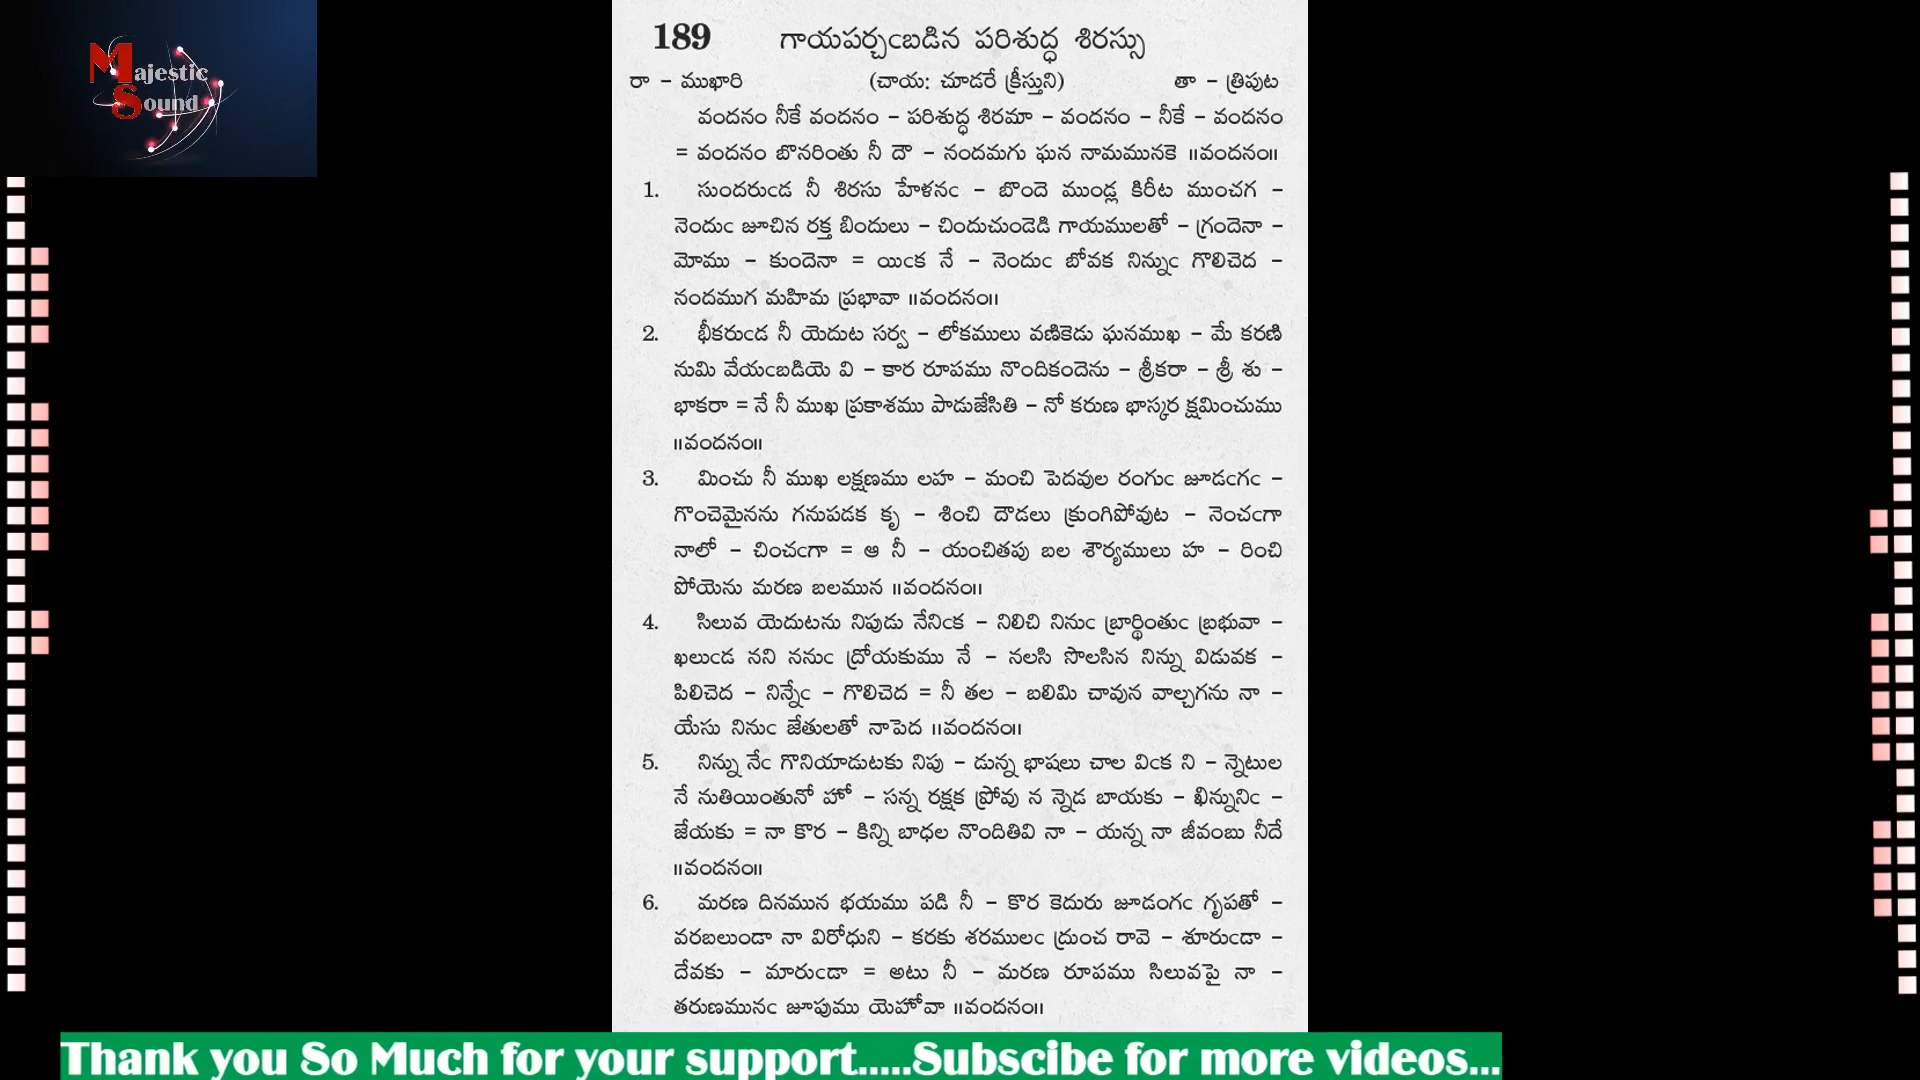 Majestic
Sound
189 గాయపర్చఁబడిన పరిశుద్ధ శిరస్సు
రా - ముఖారి (చాయ: చూడరే క్రీస్తుని) తా - త్రిపుట
వందనం నీకే వందనం - పరిశుద్ధ శిరమా - వందనం - నీకే - వందనం
= వందనం బొనరింతు నీ దౌ - నందమగు ఘన నామమునకె ॥వందనం॥
1. సుందరుఁడ నీ శిరసు హేళనఁ - బొందె ముండ్ల కిరీట ముంచగ -
నెందుఁ జూచిన రక్త బిందులు - చిందుచుండెడి గాయములతో - గ్రందెనా -
మోము - కుందెనా = యిఁక నే - నెందుఁ బోవక నిన్నుఁ గొలిచెద -
నందముగ మహిమ ప్రభావా ॥వందనం॥
2. భీకరుఁడ నీ యెదుట సర్వ - లోకములు వణికెడు ఘనముఖ - మే కరణి
నుమి వేయఁబడియె వి - కార రూపము నొందికందెను - శ్రీకరా - శ్రీ శు -
భాకరా = నే నీ ముఖ ప్రకాశము పాడుజేసితి - నో కరుణ భాస్కర క్షమించుము
॥వందనం॥
3. మించు నీ ముఖ లక్షణము లహ - మంచి పెదవుల రంగుఁ జూడఁగఁ -
గొంచెమైనను గనుపడక కృ - శించి దౌడలు క్రుంగిపోవుట - నెంచఁగా
నాలో - చించఁగా = ఆ నీ - యంచితపు బల శౌర్యములు హ - రించి
పోయెను మరణ బలమున ॥వందనం॥
4. సిలువ యెదుటను నిపుడు నేనిఁక - నిలిచి నినుఁ బ్రార్థింతుఁ బ్రభువా -
ఖలుఁడ నని ననుఁ ద్రోయకుము నే - నలసి సొలసిన నిన్ను విడువక -
పిలిచెద - నిన్నేఁ - గొలిచెద = నీ తల - బలిమి చావున వాల్చగను నా -
యేసు నినుఁ జేతులతో నాపెద ॥వందనం॥
5. నిన్ను నేఁ గొనియాడుటకు నిపు - డున్న భాషలు చాల విఁక ని - న్నెటుల
నే నుతియింతునో హో - సన్న రక్షక ప్రోవు న న్నెడ బాయకు - ఖిన్నునిఁ -
జేయకు = నా కొర - కిన్ని బాధల నొందితివి నా - యన్న నా జీవంబు నీదే
॥వందనం॥
6. మరణ దినమున భయము పడి నీ - కొర కెదురు జూడంగఁ గృపతో -
వరబలుండా నా విరోధుని - కరకు శరములఁ ద్రుంచ రావె - శూరుఁడా -
దేవకు - మారుఁడా = అటు నీ - మరణ రూపము సిలువపై నా -
తరుణమునఁ జూపుము యెహోవా ॥వందనం॥
Thank you So Much for your support.....Subscibe for more videos...